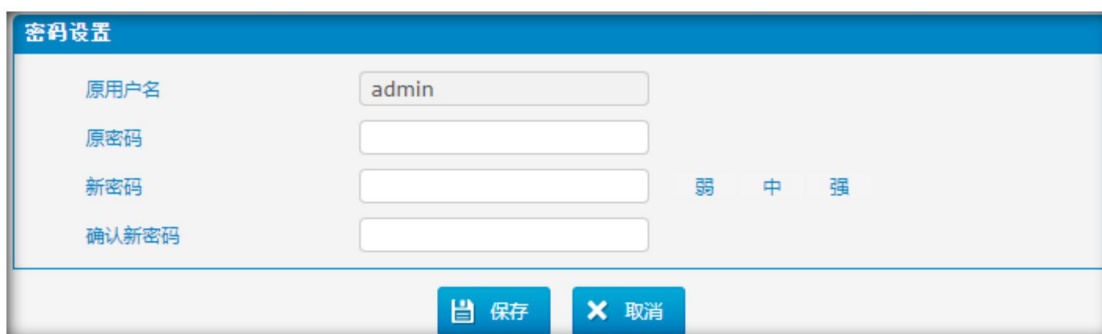 密码设置
原用户名 admin
原密码
新密码 弱 中 强
确认新密码
保存 取消